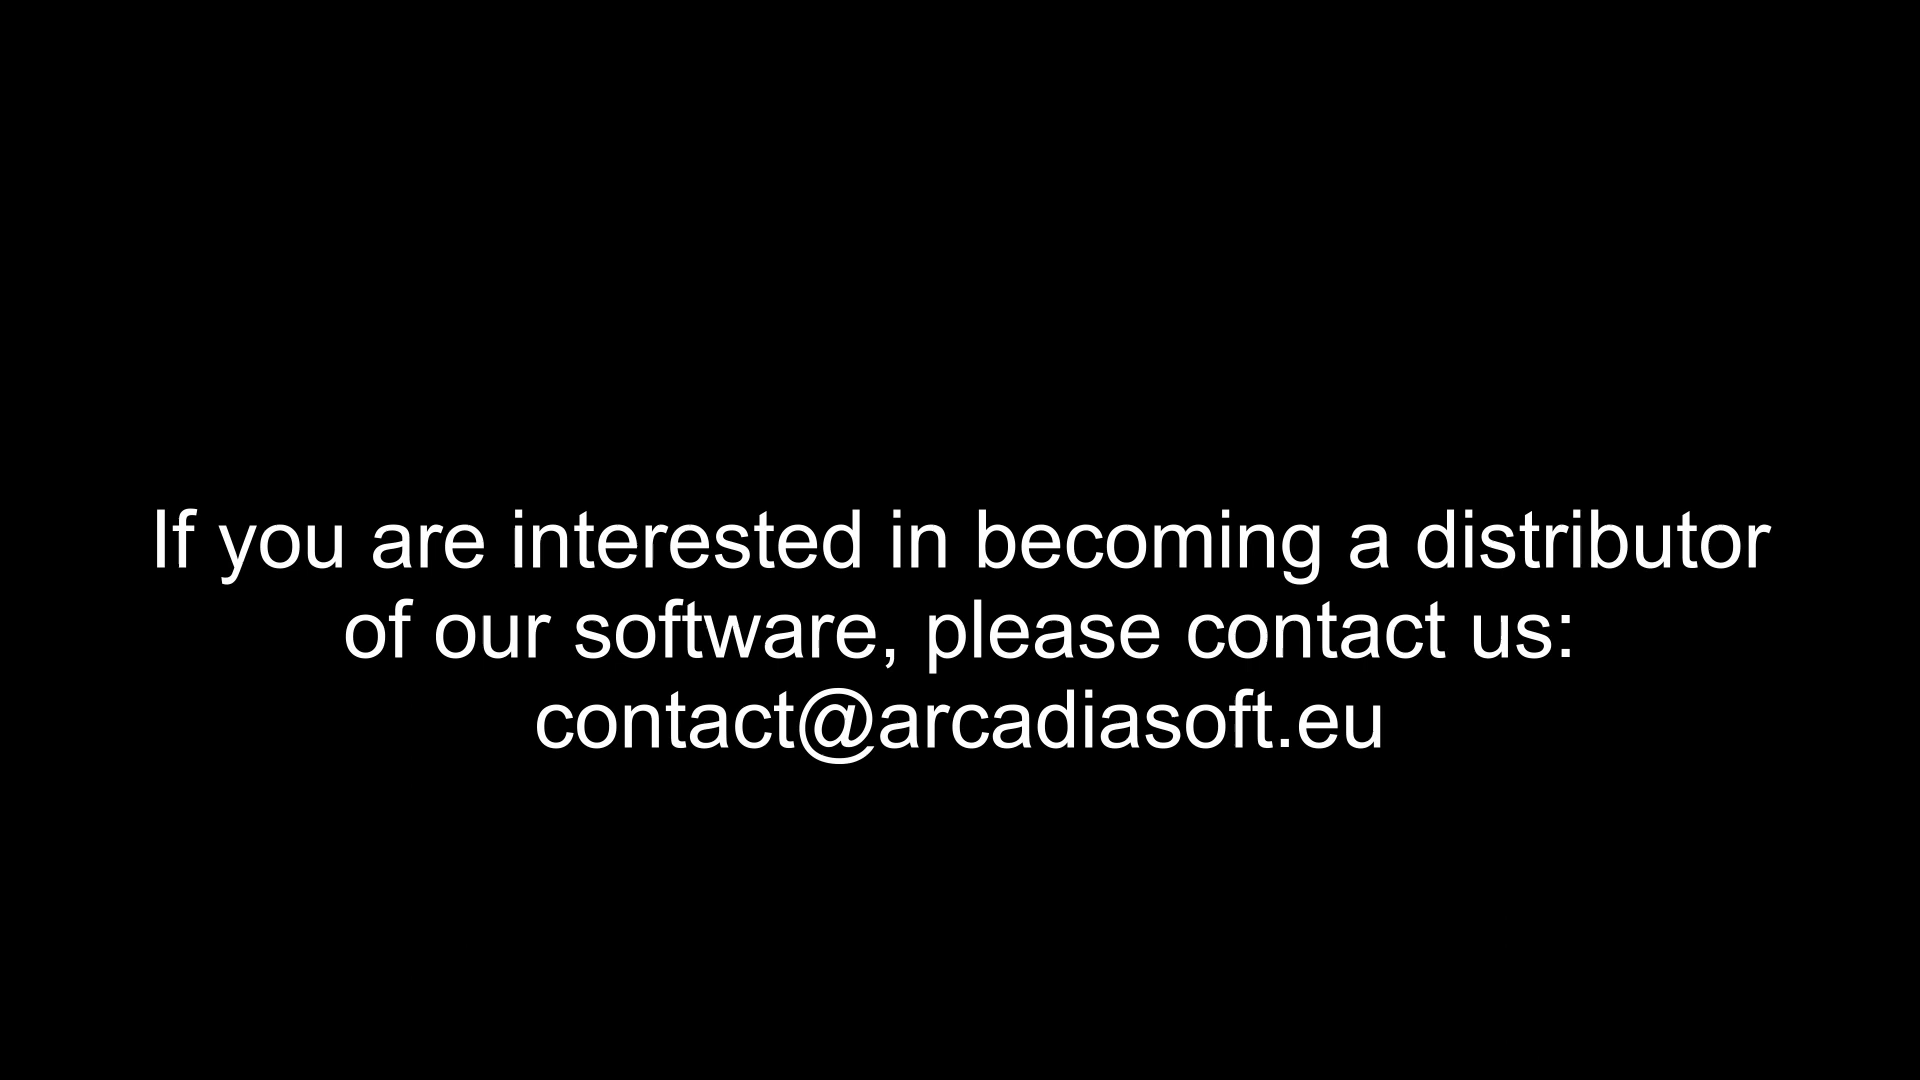 If you are interested in becoming a distributor
of our software, please contact us:
contact@arcadiasoft.eu